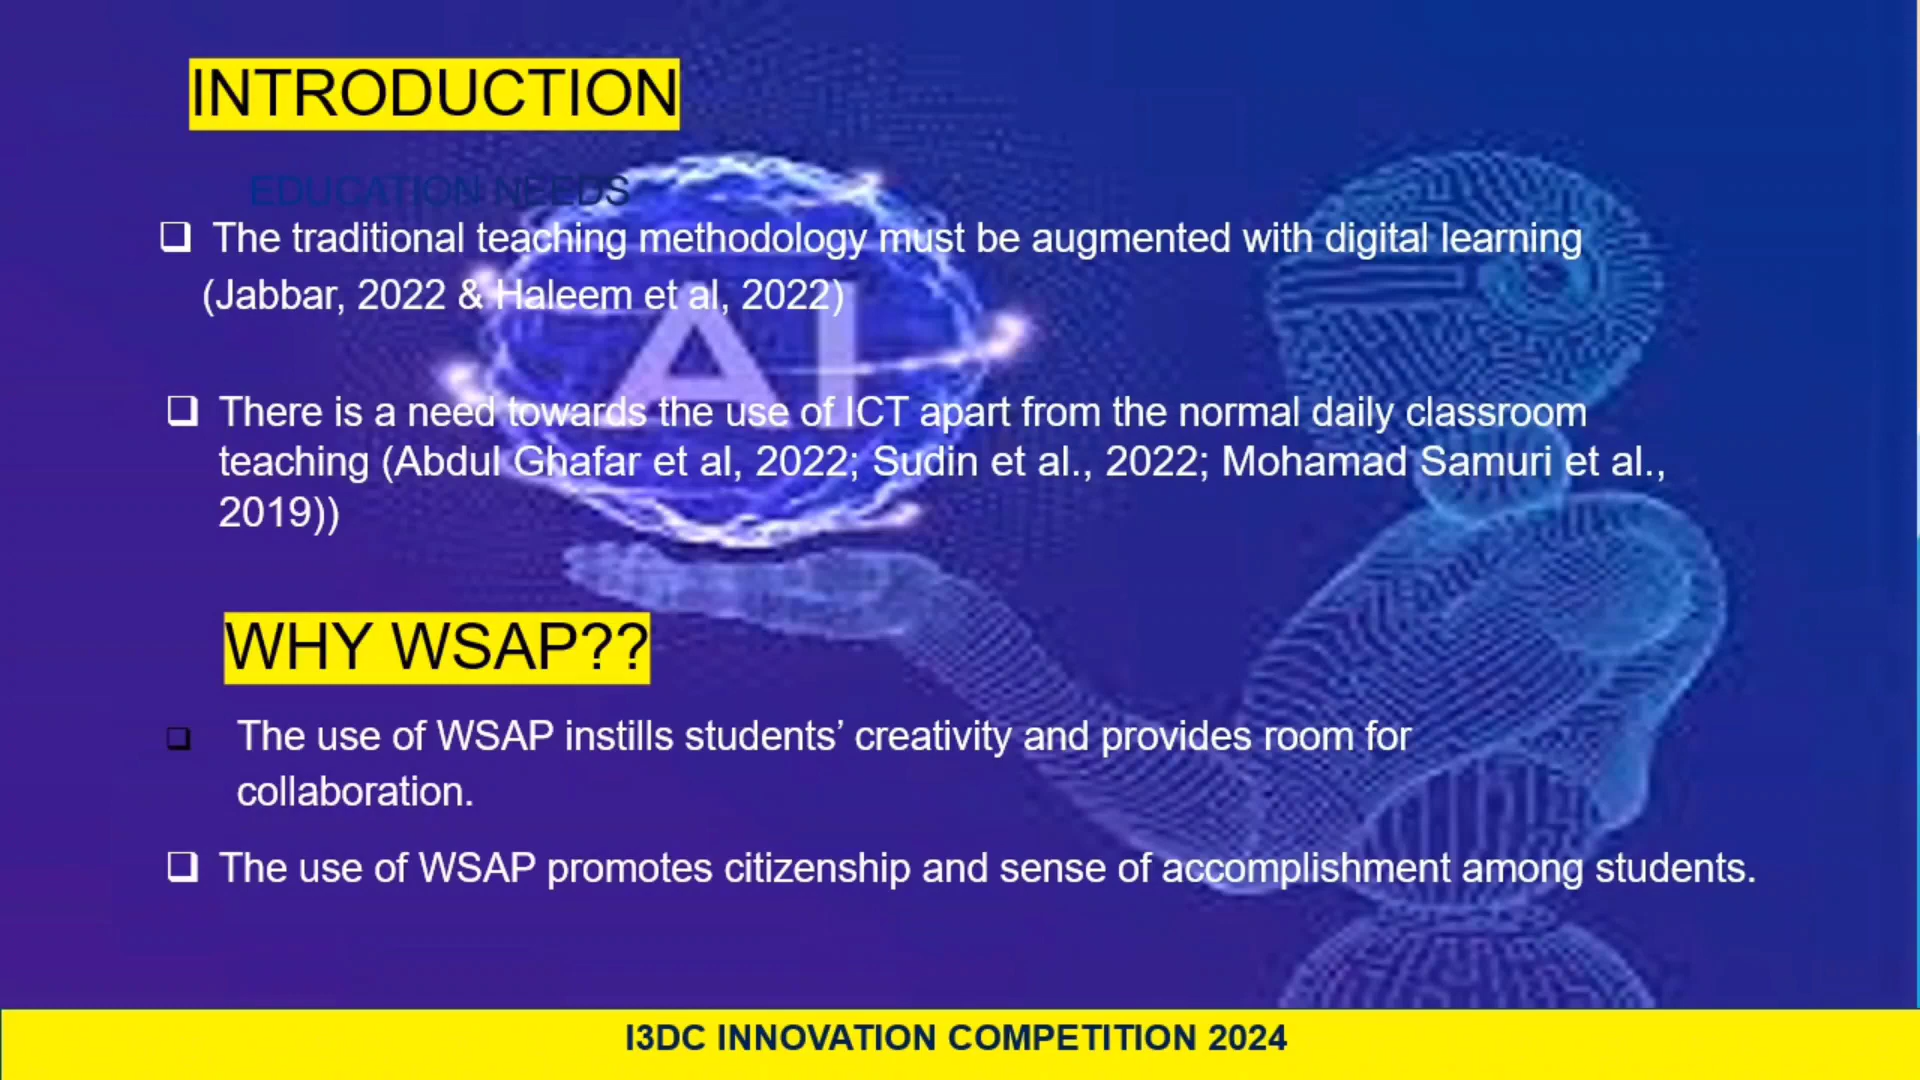 INTRODUCTION
EDUCATION NEEDS
❑ The traditional teaching methodology must be augmented with digital learning
(Jabbar, 2022 & Haleem et al, 2022)
AI
❑ There is a need towards the use of ICT apart from the normal daily classroom
teaching (Abdul Ghafar et al, 2022; Sudin et al., 2022; Mohamad Samuri et al.,
2019))
WHY WSAP??
❑ The use of WSAP instills students’ creativity and provides room for
collaboration.
❑ The use of WSAP promotes citizenship and sense of accomplishment among students.
I3DC INNOVATION COMPETITION 2024